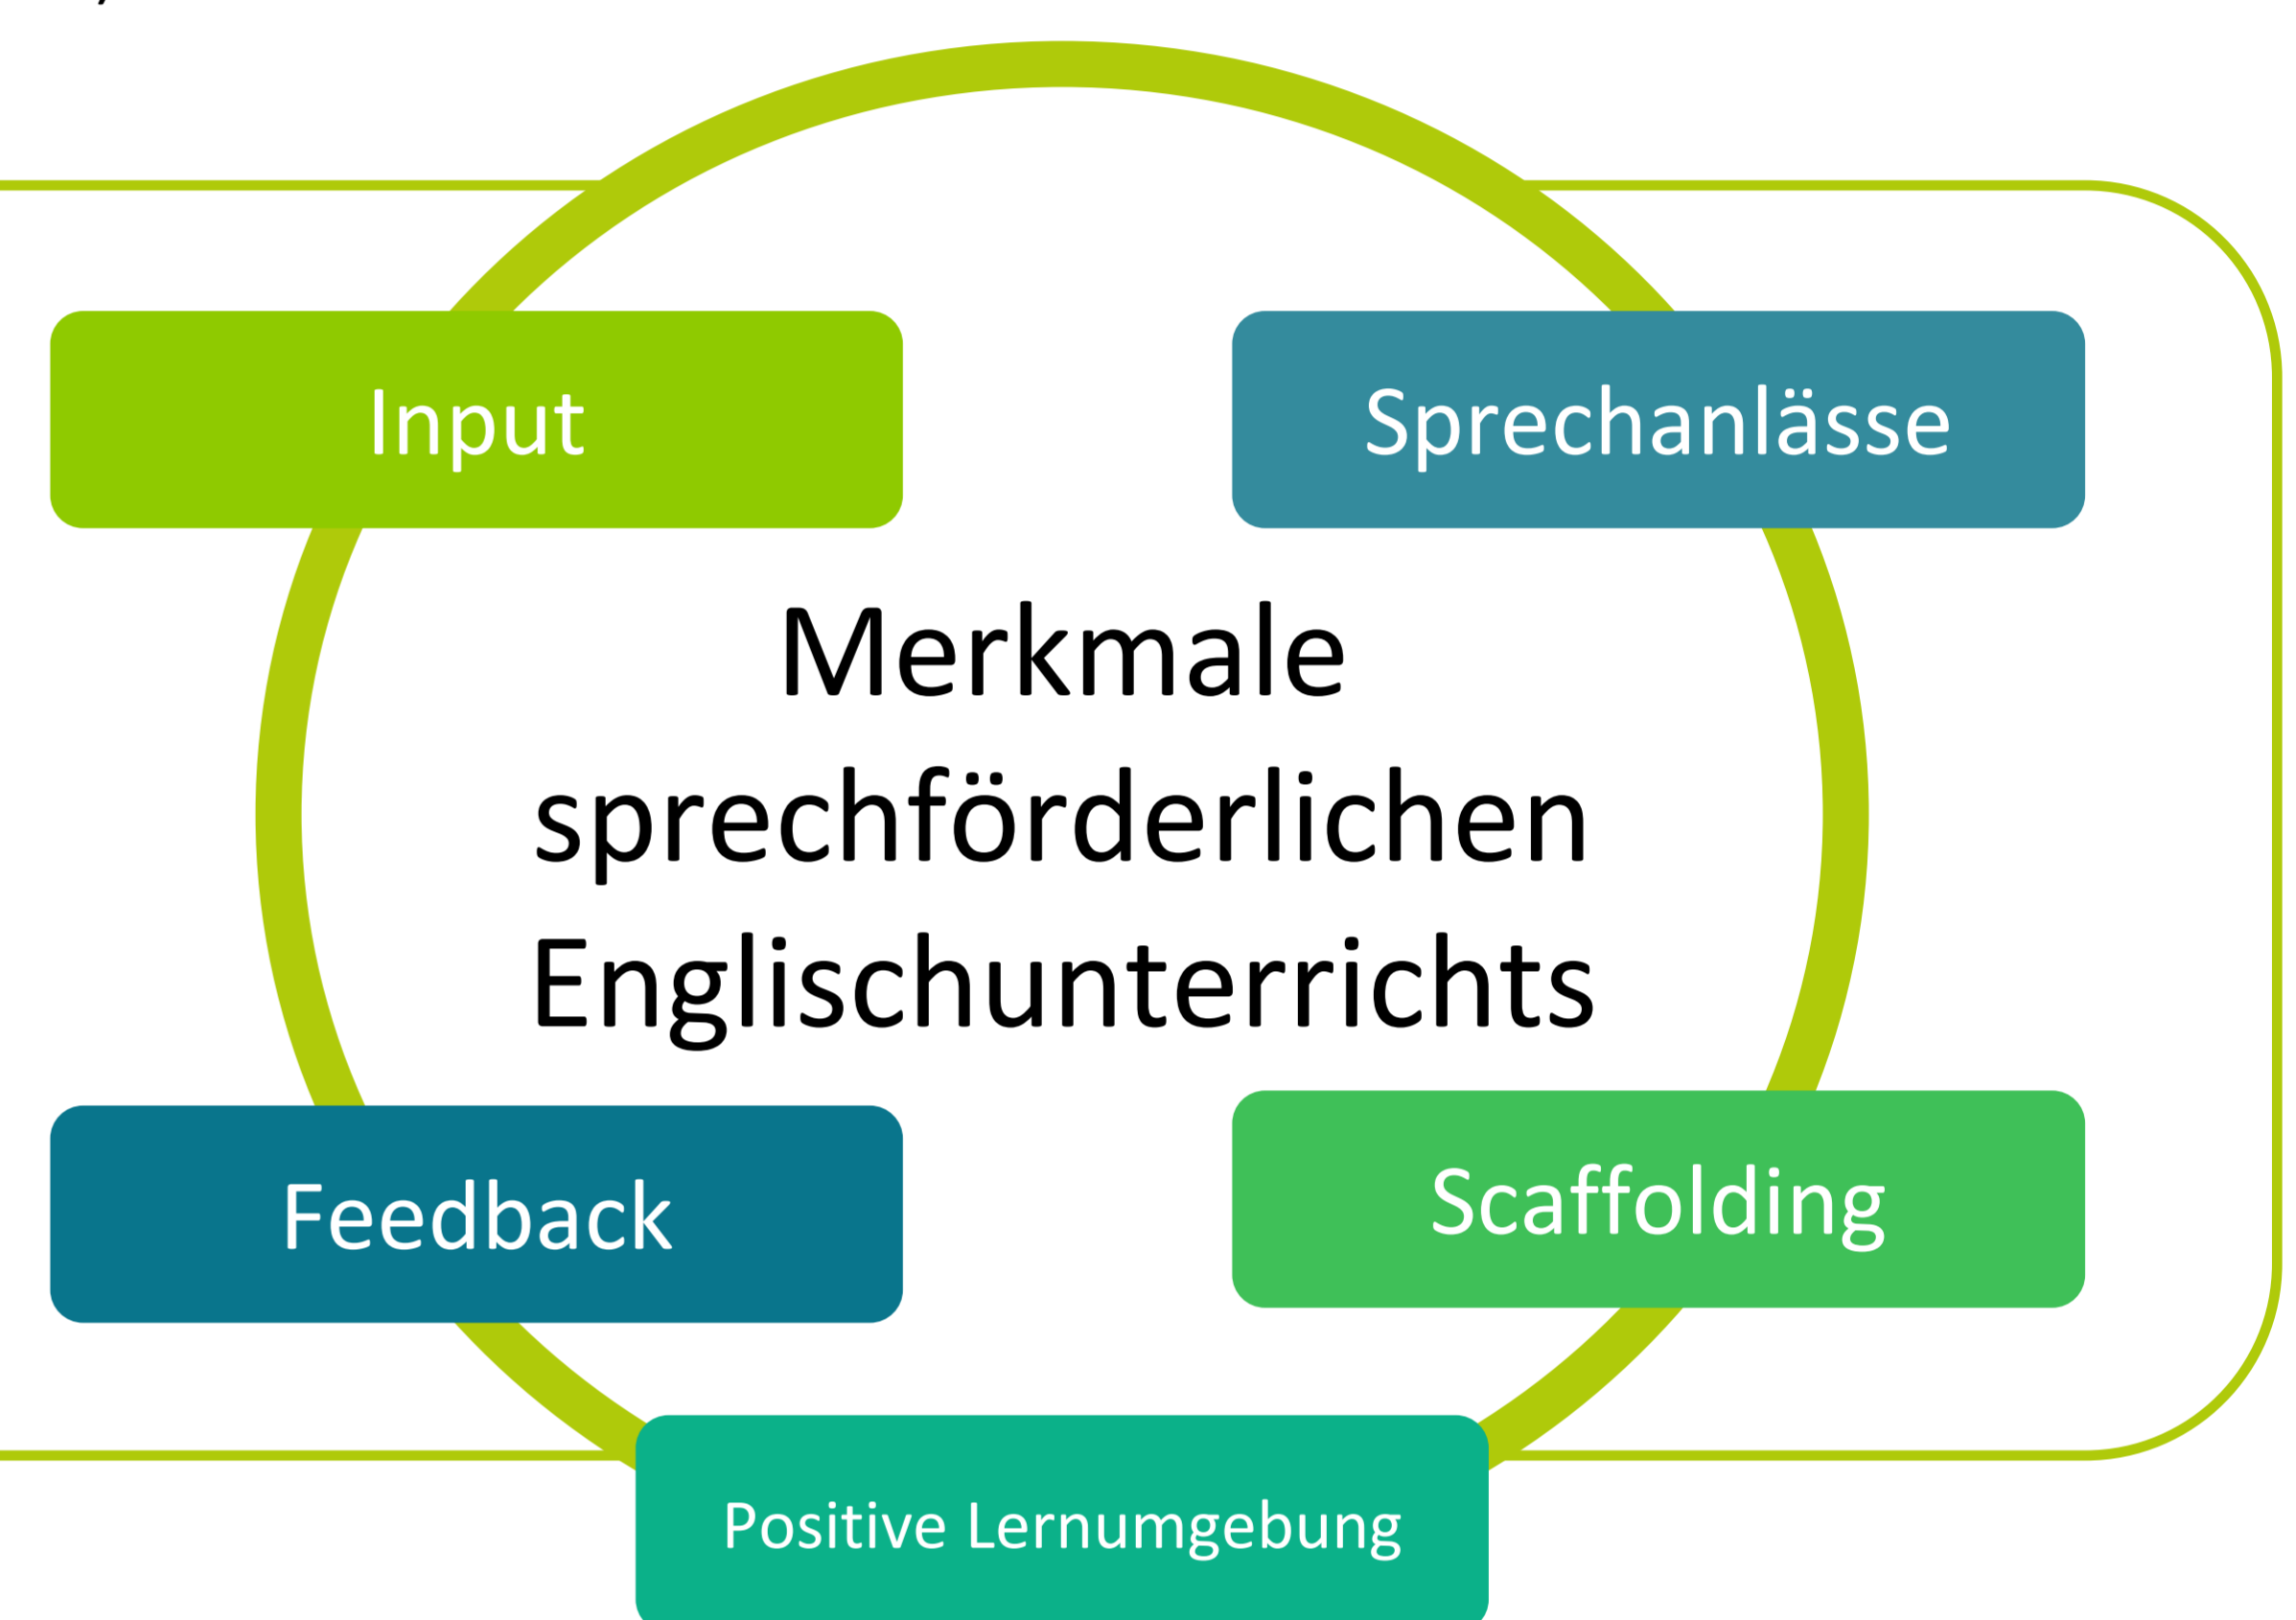 Input
Sprechanlässe
Merkmale
sprechförderlichen
Englischunterrichts
Feedback
Scaffolding
Positive Lernumgebung